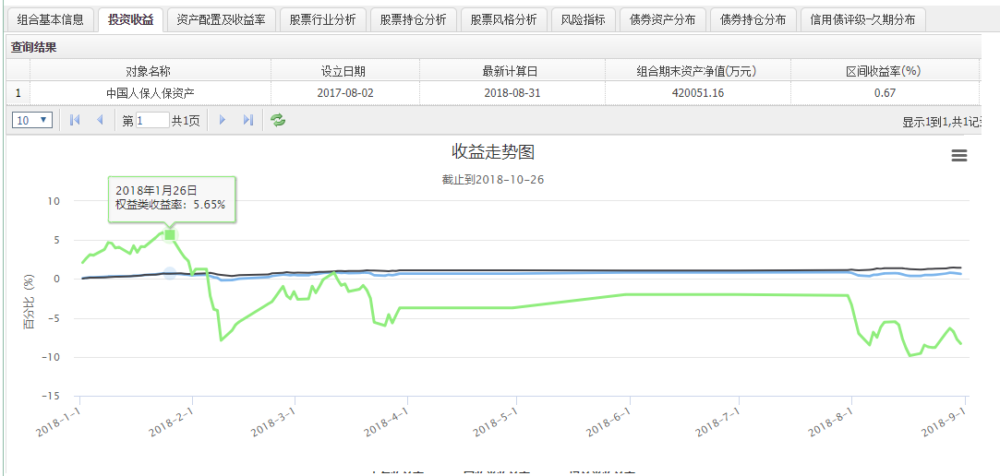 组合基本信息 投资收益 资产配置及收益率 股票行业分析 股票持仓分析 股票风格分析 风险指标 债券资产分布 债券持仓分布 信用债评级-久期分布
查询结果
对象名称 设立日期 最新计算日 组合期末资产净值(万元) 区间收益率(%)
1 中国人保人保资产 2017-08-02 2018-08-31 420051.16 0.67
10 第 1 共1页 显示1到1,共1记
收益走势图
截止到2018-10-26
2018年1月26日
权益类收益率: 5.65%
百分比 (%)
10
5
0
-5
-10
-15
2018-1-1 2018-2-1 2018-3-1 2018-4-1 2018-5-1 2018-6-1 2018-7-1 2018-8-1 2018-9-1